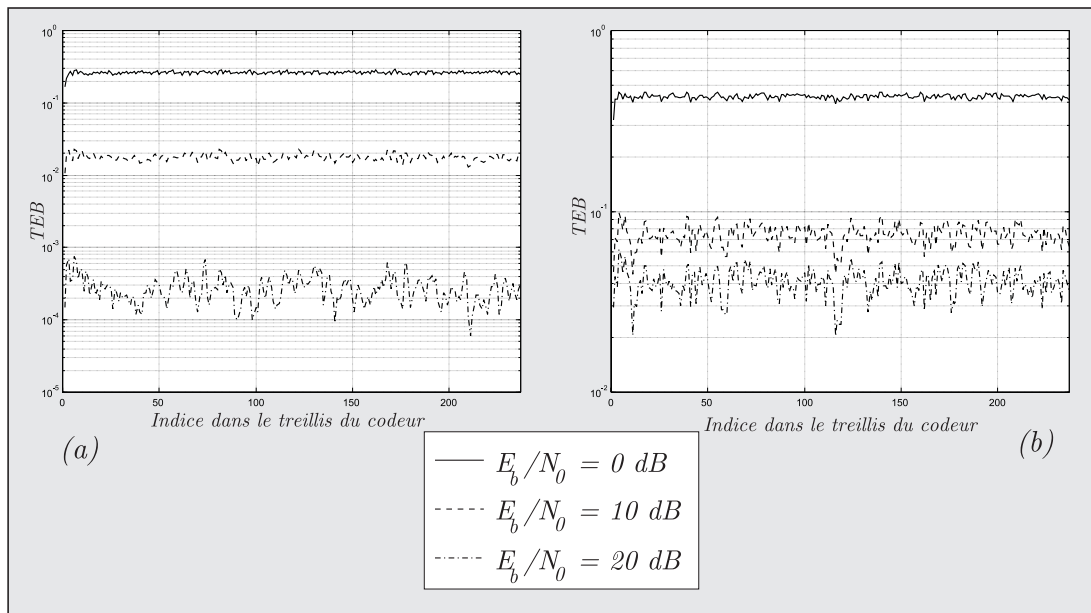 10^0
10^-1
10^-2
10^-3
10^-4
10^-5
TEB
0 50 100 150 200
Indice dans le treillis du codeur
(a)
10^0
10^-1
10^-2
TEB
0 50 100 150 200
Indice dans le treillis du codeur
(b)
E_b/N_0 = 0 dB
E_b/N_0 = 10 dB
E_b/N_0 = 20 dB